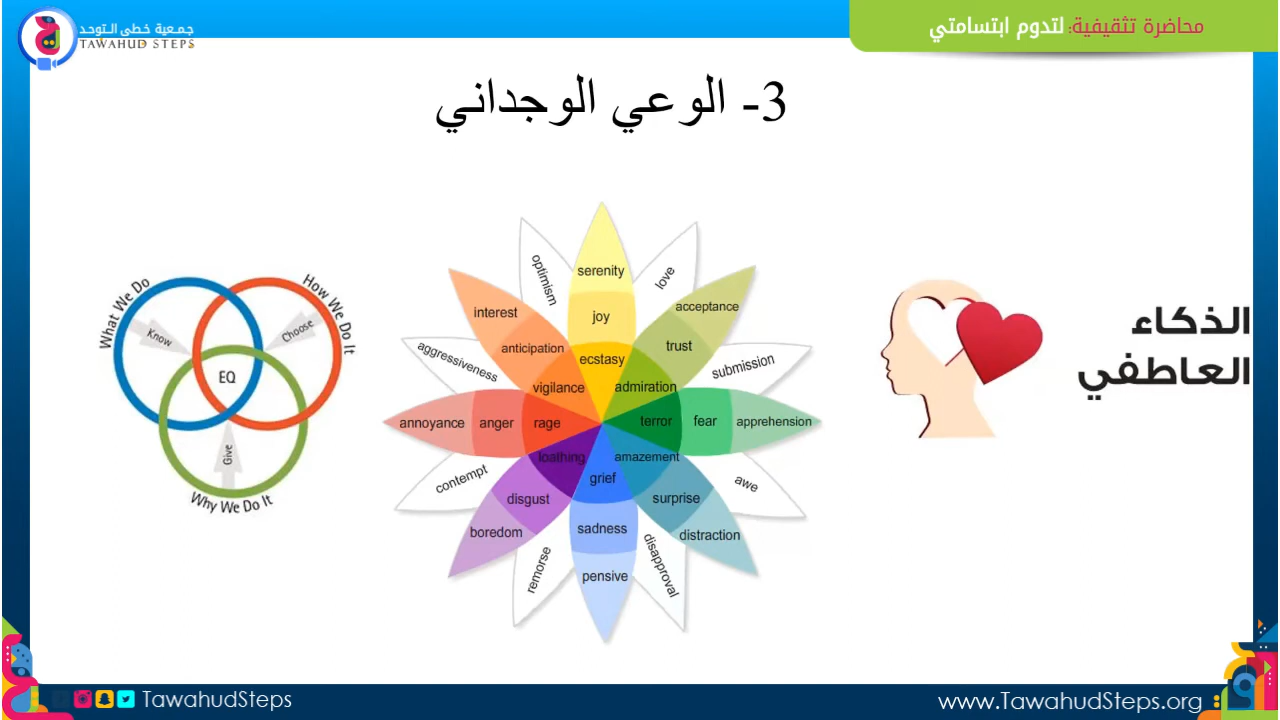 جـمـعـيـة خـطـى الـتـوحـد
TAWAHUD STEPS
محاضرة تثقيفية: لتدوم ابتسامتي
3- الوعي الوجداني
What We Do
How We Do It
Know
Choose
EQ
Give
Why We Do It
optimism
serenity
love
interest
joy
acceptance
anticipation
trust
aggressiveness
ecstasy
submission
vigilance
admiration
annoyance
anger
rage
terror
fear
apprehension
loathing
amazement
contempt
grief
awe
disgust
surprise
boredom
sadness
distraction
remorse
disapproval
pensive
الذكاء
العاطفي
TawahudSteps
www.TawahudSteps.org